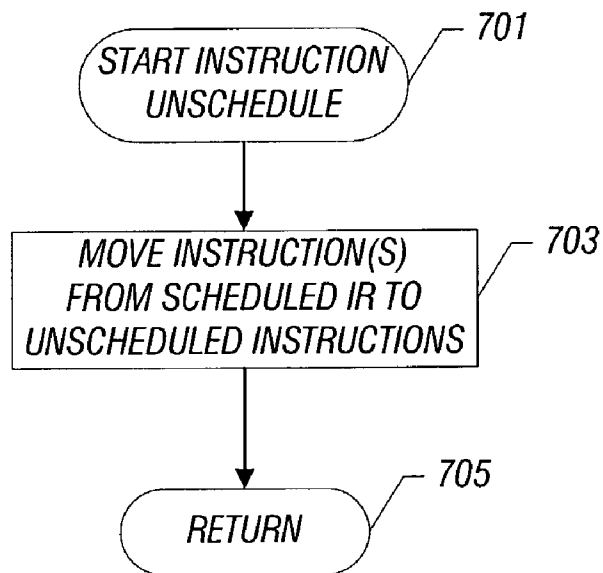 701
START INSTRUCTION
UNSCHEDULE
703
MOVE INSTRUCTION(S)
FROM SCHEDULED IR TO
UNSCHEDULED INSTRUCTIONS
705
RETURN